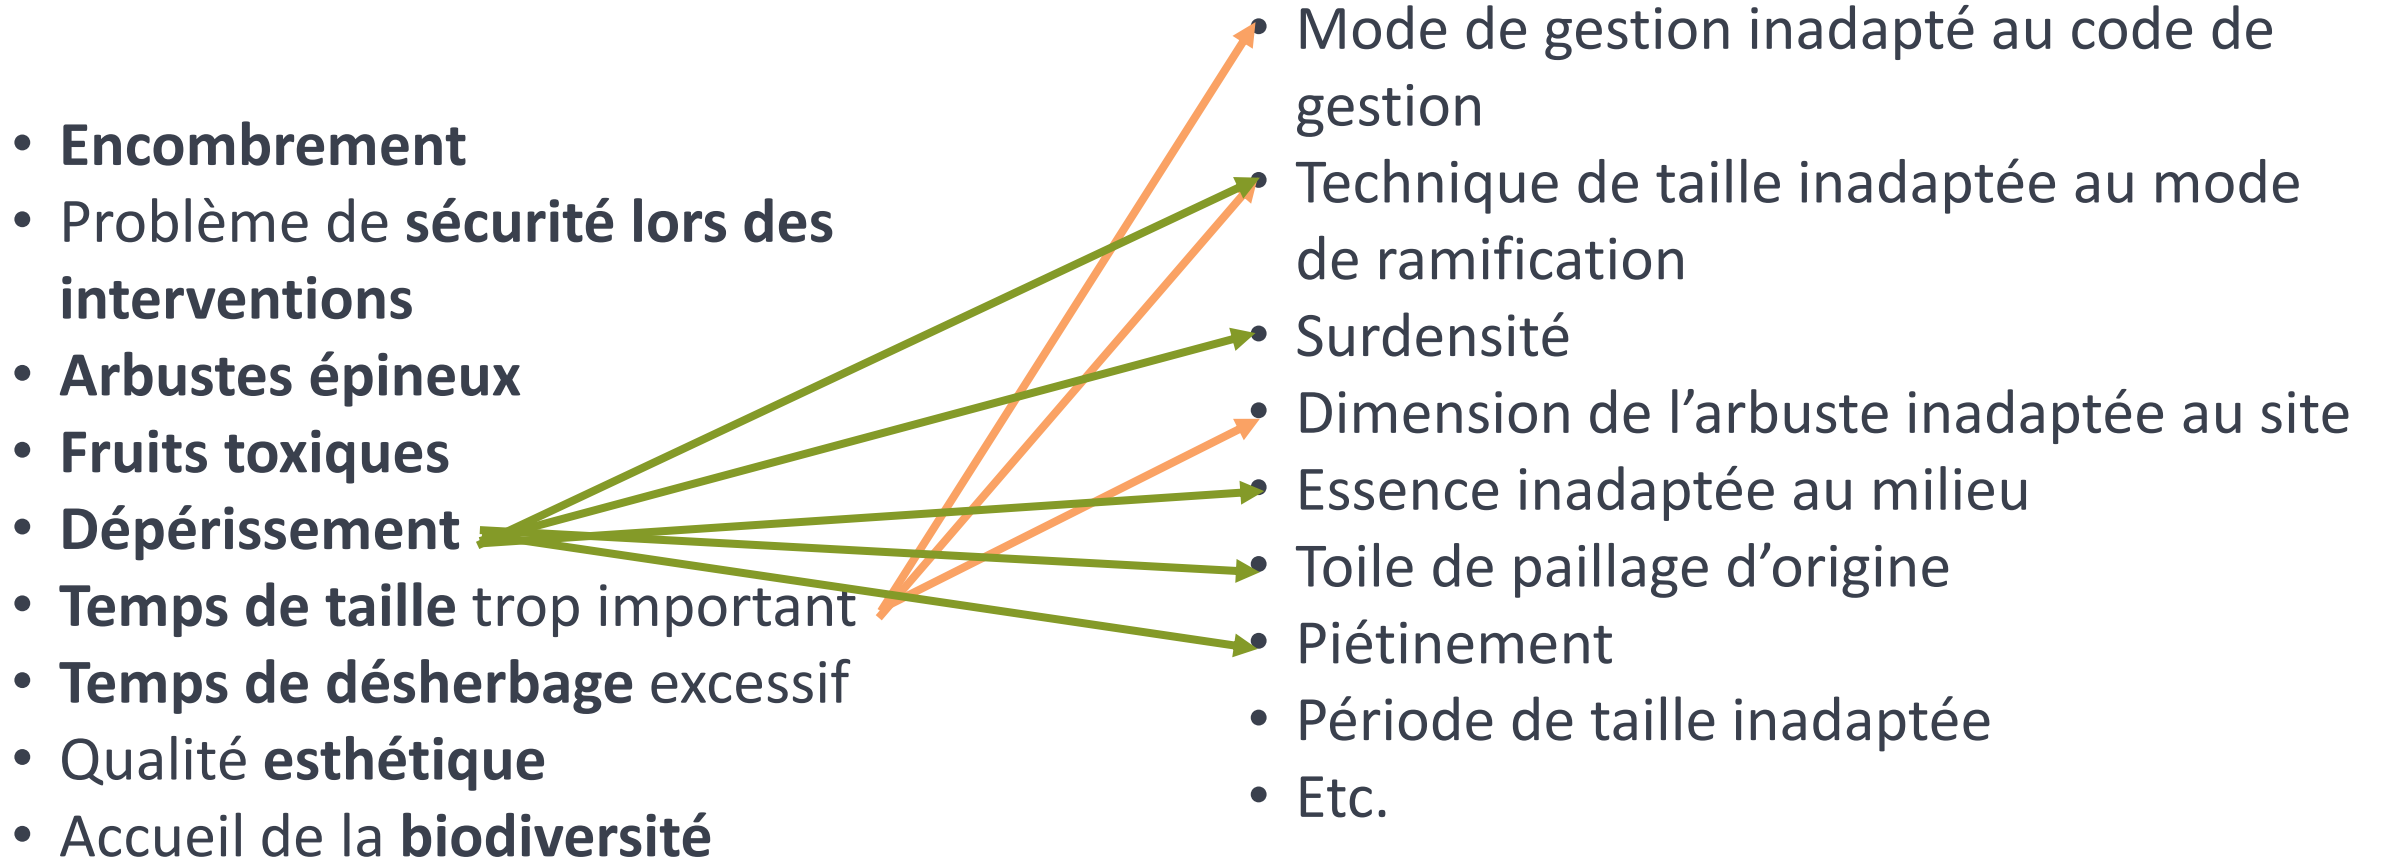 • Encombrement
• Problème de sécurité lors des
interventions
• Arbustes épineux
• Fruits toxiques
• Dépérissement
• Temps de taille trop important
• Temps de désherbage excessif
• Qualité esthétique
• Accueil de la biodiversité
• Mode de gestion inadapté au code de
gestion
• Technique de taille inadaptée au mode
de ramification
• Surdensité
• Dimension de l’arbuste inadaptée au site
• Essence inadaptée au milieu
• Toile de paillage d’origine
• Piétinement
• Période de taille inadaptée
• Etc.